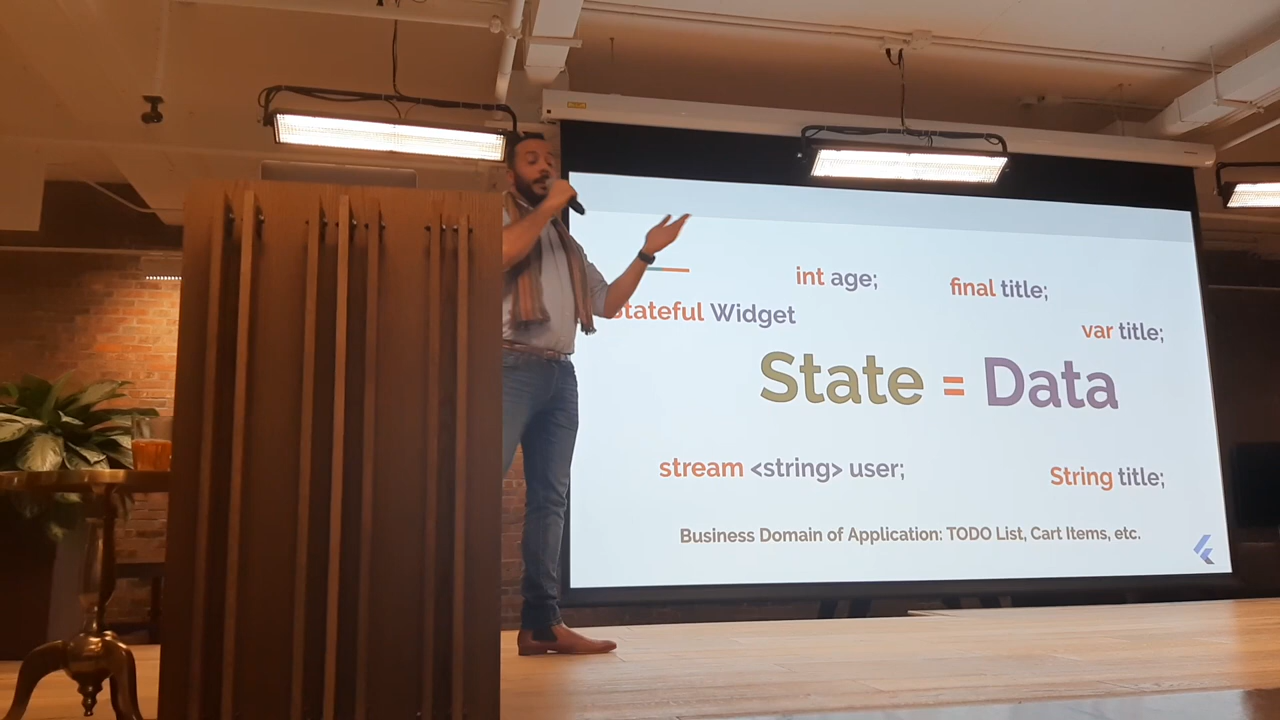 int age;
final title;
Stateful Widget
var title;
State = Data
stream <string> user;
String title;
Business Domain of Application: TODO List, Cart Items, etc.